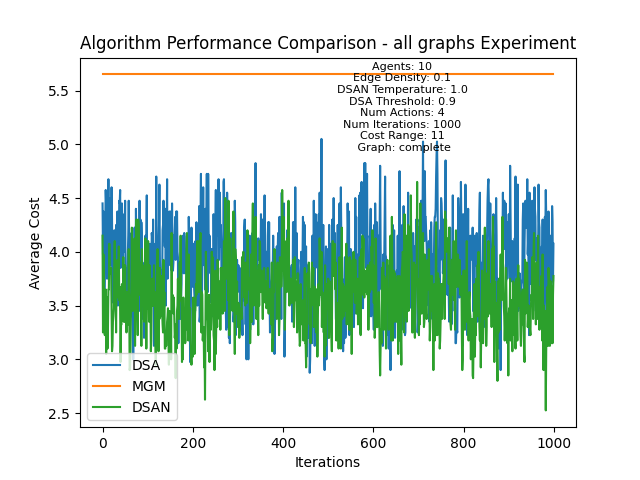 Algorithm Performance Comparison - all graphs Experiment
Agents: 10
Edge Density: 0.1
DSAN Temperature: 1.0
DSA Threshold: 0.9
Num Actions: 4
Num Iterations: 1000
Cost Range: 11
Graph: complete
Average Cost
5.5
5.0
4.5
4.0
3.5
3.0
2.5
DSA
MGM
DSAN
0
200
400
600
800
1000
Iterations